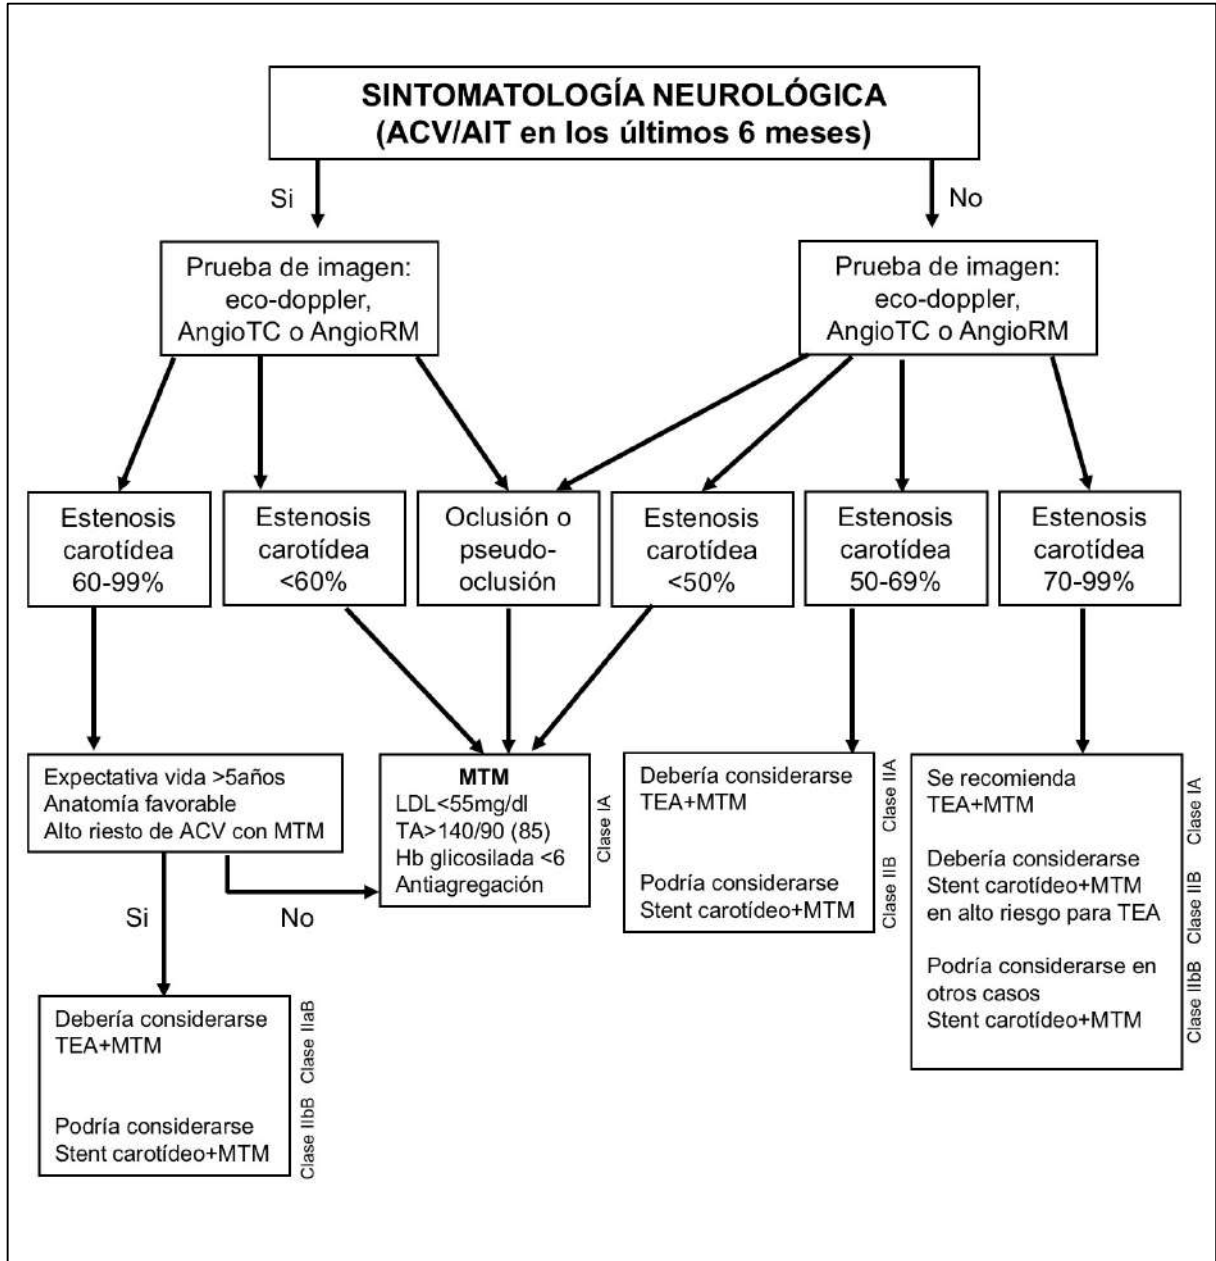 SINTOMATOLOGÍA NEUROLÓGICA
(ACV/AIT en los últimos 6 meses)
Si
No
Prueba de imagen:
eco-doppler,
AngioTC o AngioRM
Prueba de imagen:
eco-doppler,
AngioTC o AngioRM
Estenosis
carotídea
60-99%
Estenosis
carotídea
<60%
Oclusión o
pseudo-
oclusión
Estenosis
carotídea
<50%
Estenosis
carotídea
50-69%
Estenosis
carotídea
70-99%
Expectativa vida >5años
Anatomía favorable
Alto riesto de ACV con MTM
MTM
LDL<55mg/dl
TA>140/90 (85)
Hb glicosilada <6
Antiagregación
Clase IA
Debería considerarse
TEA+MTM
Clase IIA
Podría considerarse
Stent carotídeo+MTM
Clase IIB
Se recomienda
TEA+MTM
Clase IA
Debería considerarse
Stent carotídeo+MTM
en alto riesgo para TEA
Clase IIB
Podría considerarse en
otros casos
Stent carotídeo+MTM
Clase IIbB
Si
No
Debería considerarse
TEA+MTM
Clase IIaB
Podría considerarse
Stent carotídeo+MTM
Clase IIbB